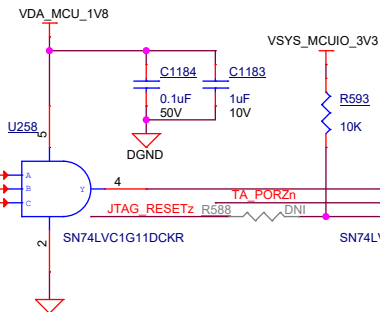 VDA_MCU_1V8
VSYS_MCUIO_3V3
C1184
C1183
0.1uF
1uF
50V
10V
R593
10K
U258
5
DGND
A
B
C
Y
4
TA_PORZn
JTAG_RESETz
R588
DNI
2
SN74LVC1G11DCKR
SN74LV